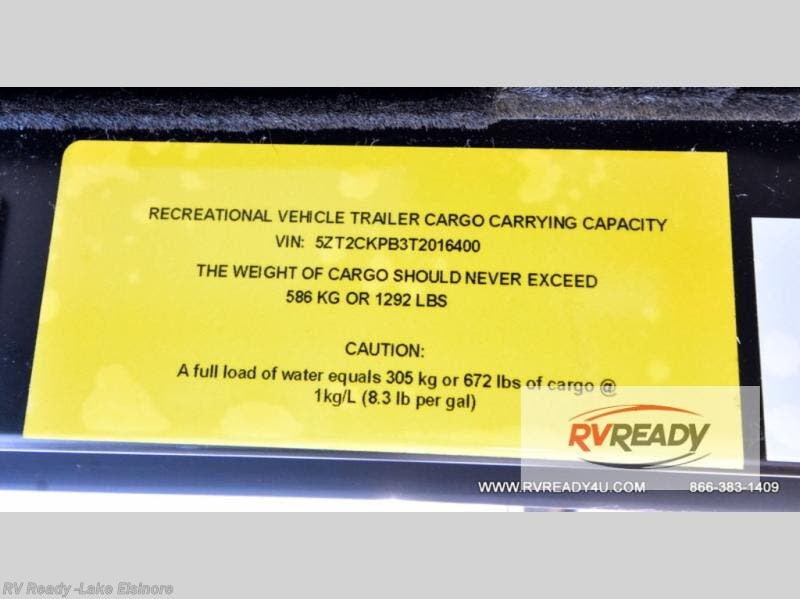 RECREATIONAL VEHICLE TRAILER CARGO CARRYING CAPACITY
VIN: 5ZT2CKPB3T2016400
THE WEIGHT OF CARGO SHOULD NEVER EXCEED
586 KG OR 1292 LBS
CAUTION:
A full load of water equals 305 kg or 672 lbs of cargo @
1kg/L (8.3 lb per gal)
RVREADY
WWW.RVREADY4U.COM 866-383-1409
RV Ready -Lake Elsinore